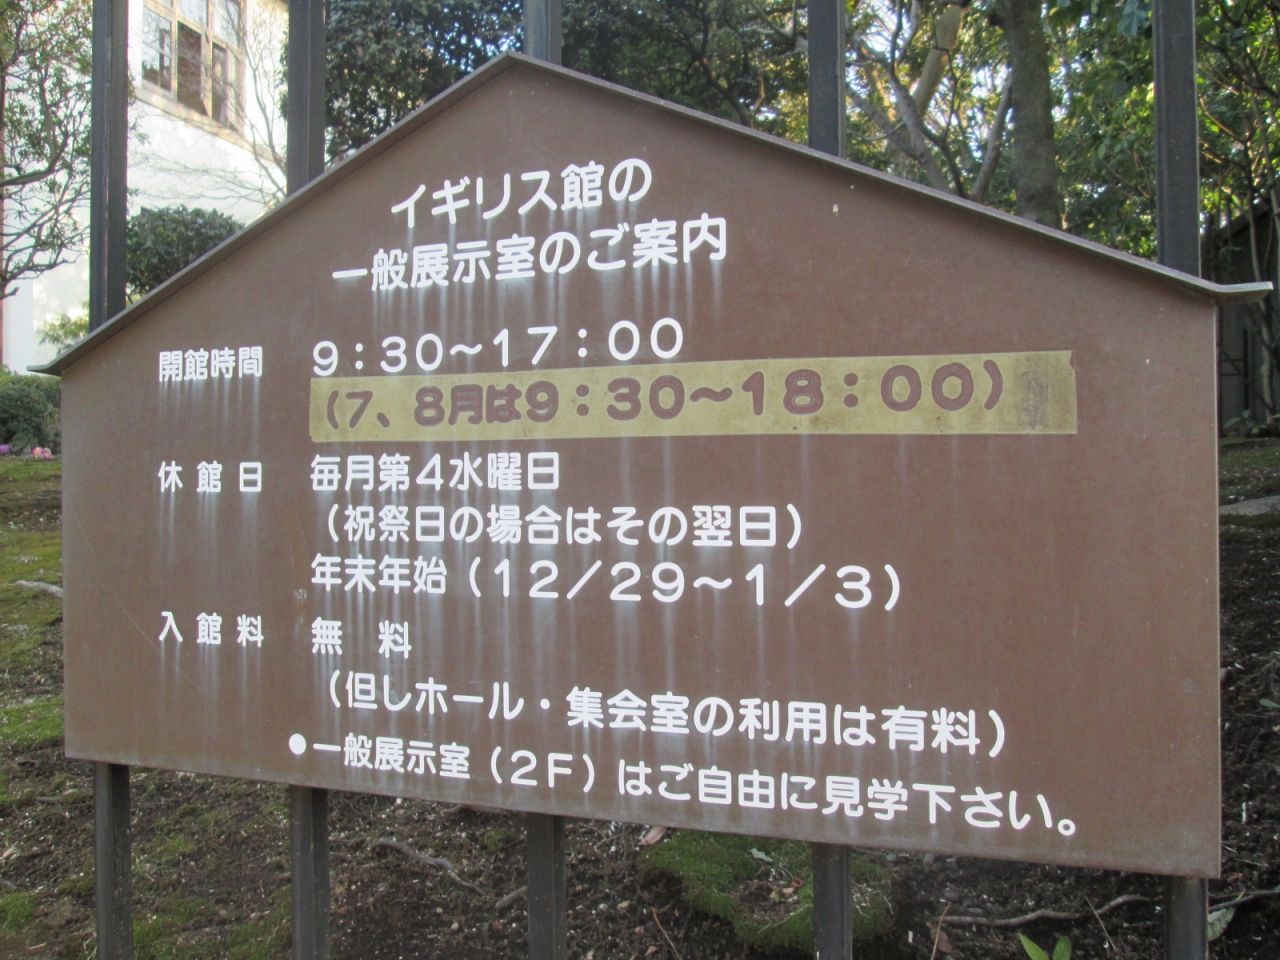 イギリス館の
一般展示室のご案内
開館時間 9:30～17:00
(7、8月は9:30～18:00)
休館日 毎月第4水曜日
(祝祭日の場合はその翌日)
年末年始(12/29～1/3)
入館料 無料
(但しホール・集会室の利用は有料)
●一般展示室(2F)はご自由に見学下さい。